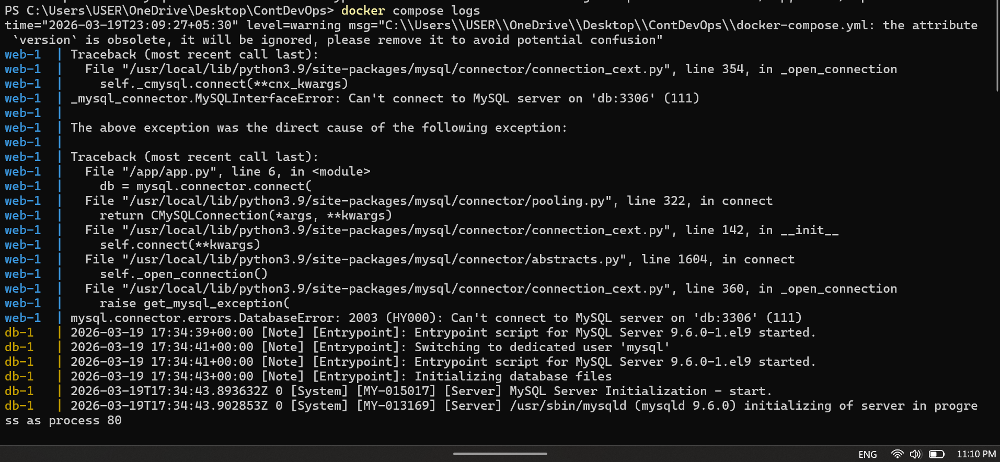 PS C:\Users\USER\OneDrive\Desktop\ContDevOps> docker compose logs
time="2026-03-19T23:09:27+05:30" level=warning msg="C:\\Users\\USER\\OneDrive\\Desktop\\ContDevOps\\docker-compose.yml: the attribute
 `version` is obsolete, it will be ignored, please remove it to avoid potential confusion"
web-1  | Traceback (most recent call last):
web-1  |   File "/usr/local/lib/python3.9/site-packages/mysql/connector/connection_cext.py", line 354, in _open_connection
web-1  |     self._cmysql.connect(**cnx_kwargs)
web-1  | _mysql_connector.MySQLInterfaceError: Can't connect to MySQL server on 'db:3306' (111)
web-1  |
web-1  | The above exception was the direct cause of the following exception:
web-1  |
web-1  | Traceback (most recent call last):
web-1  |   File "/app/app.py", line 6, in <module>
web-1  |     db = mysql.connector.connect(
web-1  |   File "/usr/local/lib/python3.9/site-packages/mysql/connector/pooling.py", line 322, in connect
web-1  |     return CMySQLConnection(*args, **kwargs)
web-1  |   File "/usr/local/lib/python3.9/site-packages/mysql/connector/connection_cext.py", line 142, in __init__
web-1  |     self.connect(**kwargs)
web-1  |   File "/usr/local/lib/python3.9/site-packages/mysql/connector/abstracts.py", line 1604, in connect
web-1  |     self._open_connection()
web-1  |   File "/usr/local/lib/python3.9/site-packages/mysql/connector/connection_cext.py", line 360, in _open_connection
web-1  |     raise get_mysql_exception(
web-1  | mysql.connector.errors.DatabaseError: 2003 (HY000): Can't connect to MySQL server on 'db:3306' (111)
db-1   | 2026-03-19 17:34:39+00:00 [Note] [Entrypoint]: Entrypoint script for MySQL Server 9.6.0-1.el9 started.
db-1   | 2026-03-19 17:34:41+00:00 [Note] [Entrypoint]: Switching to dedicated user 'mysql'
db-1   | 2026-03-19 17:34:41+00:00 [Note] [Entrypoint]: Entrypoint script for MySQL Server 9.6.0-1.el9 started.
db-1   | 2026-03-19 17:34:43+00:00 [Note] [Entrypoint]: Initializing database files
db-1   | 2026-03-19T17:34:43.893632Z 0 [System] [MY-015017] [Server] MySQL Server Initialization - start.
db-1   | 2026-03-19T17:34:43.902853Z 0 [System] [MY-013169] [Server] /usr/sbin/mysqld (mysqld 9.6.0) initializing of server in progre
ss as process 80
ENG 11:10 PM